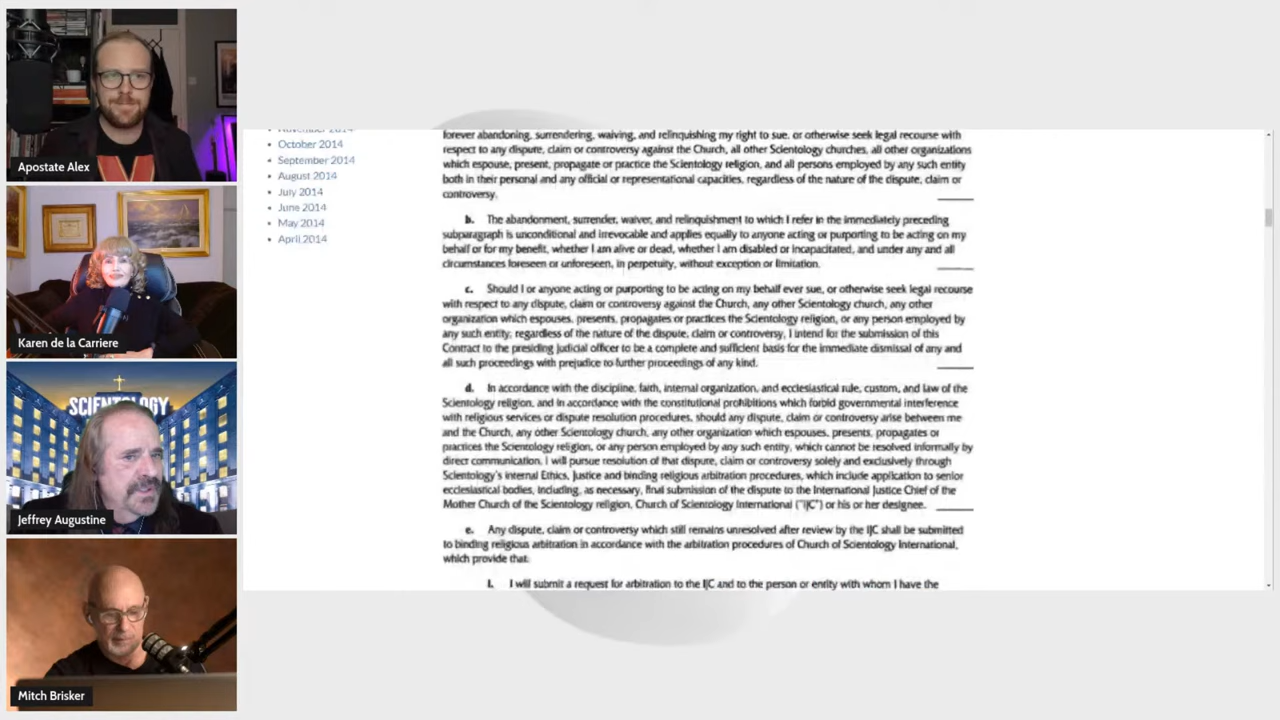 Apostate Alex
Karen de la Carriere
SCIENTOLOGY
Jeffrey Augustine
Mitch Brisker
November 2014
October 2014
September 2014
August 2014
July 2014
June 2014
May 2014
April 2014
forever abandoning, surrendering, waiving, and relinquishing my right to sue, or otherwise seek legal recourse with
respect to any dispute, claim or controversy against the Church, all other Scientology churches, all other organizations
which espouse, present, propagate or practice the Scientology religion, and all persons employed by any such entity
both in their personal and any official or representational capacities, regardless of the nature of the dispute, claim or
controversy.
b. The abandonment, surrender, waiver, and relinquishment to which I refer in the immediately preceding
subparagraph is unconditional and irrevocable and applies equally to anyone acting or purporting to be acting on my
behalf or for my benefit, whether I am alive or dead, whether I am disabled or incapacitated, and under any and all
circumstances foreseen or unforeseen, in perpetuity, without exception or limitation.
c. Should I or anyone acting or purporting to be acting on my behalf ever sue, or otherwise seek legal recourse
with respect to any dispute, claim or controversy against the Church, any other Scientology church, any other
organization which espouses, presents, propagates or practices the Scientology religion, or any person employed by
any such entity, regardless of the nature of the dispute, claim or controversy, I intend for the submission of this
Contract to the presiding judicial officer to be a complete and sufficient basis for the immediate dismissal of any and
all such proceedings with prejudice to further proceedings of any kind.
d. In accordance with the discipline, faith, internal organization, and ecclesiastical rule, custom, and law of the
Scientology religion, and in accordance with the constitutional prohibitions which forbid governmental interference
with religious services or dispute resolution procedures, should any dispute, claim or controversy arise between me
and the Church, any other Scientology church, any other organization which espouses, presents, propagates or
practices the Scientology religion, or any person employed by any such entity, which cannot be resolved informally by
direct communication, I will pursue resolution of that dispute, claim or controversy solely and exclusively through
Scientology's internal Ethics, Justice and binding religious arbitration procedures, which include application to senior
ecclesiastical bodies, including, as necessary, final submission of the dispute to the International Justice Chief of the
Mother Church of the Scientology religion, Church of Scientology International ("IJC") or his or her designee.
e. Any dispute, claim or controversy which still remains unresolved after review by the IJC shall be submitted
to binding religious arbitration in accordance with the arbitration procedures of Church of Scientology International,
which provide that:
i. I will submit a request for arbitration to the IJC and to the person or entity with whom I have the